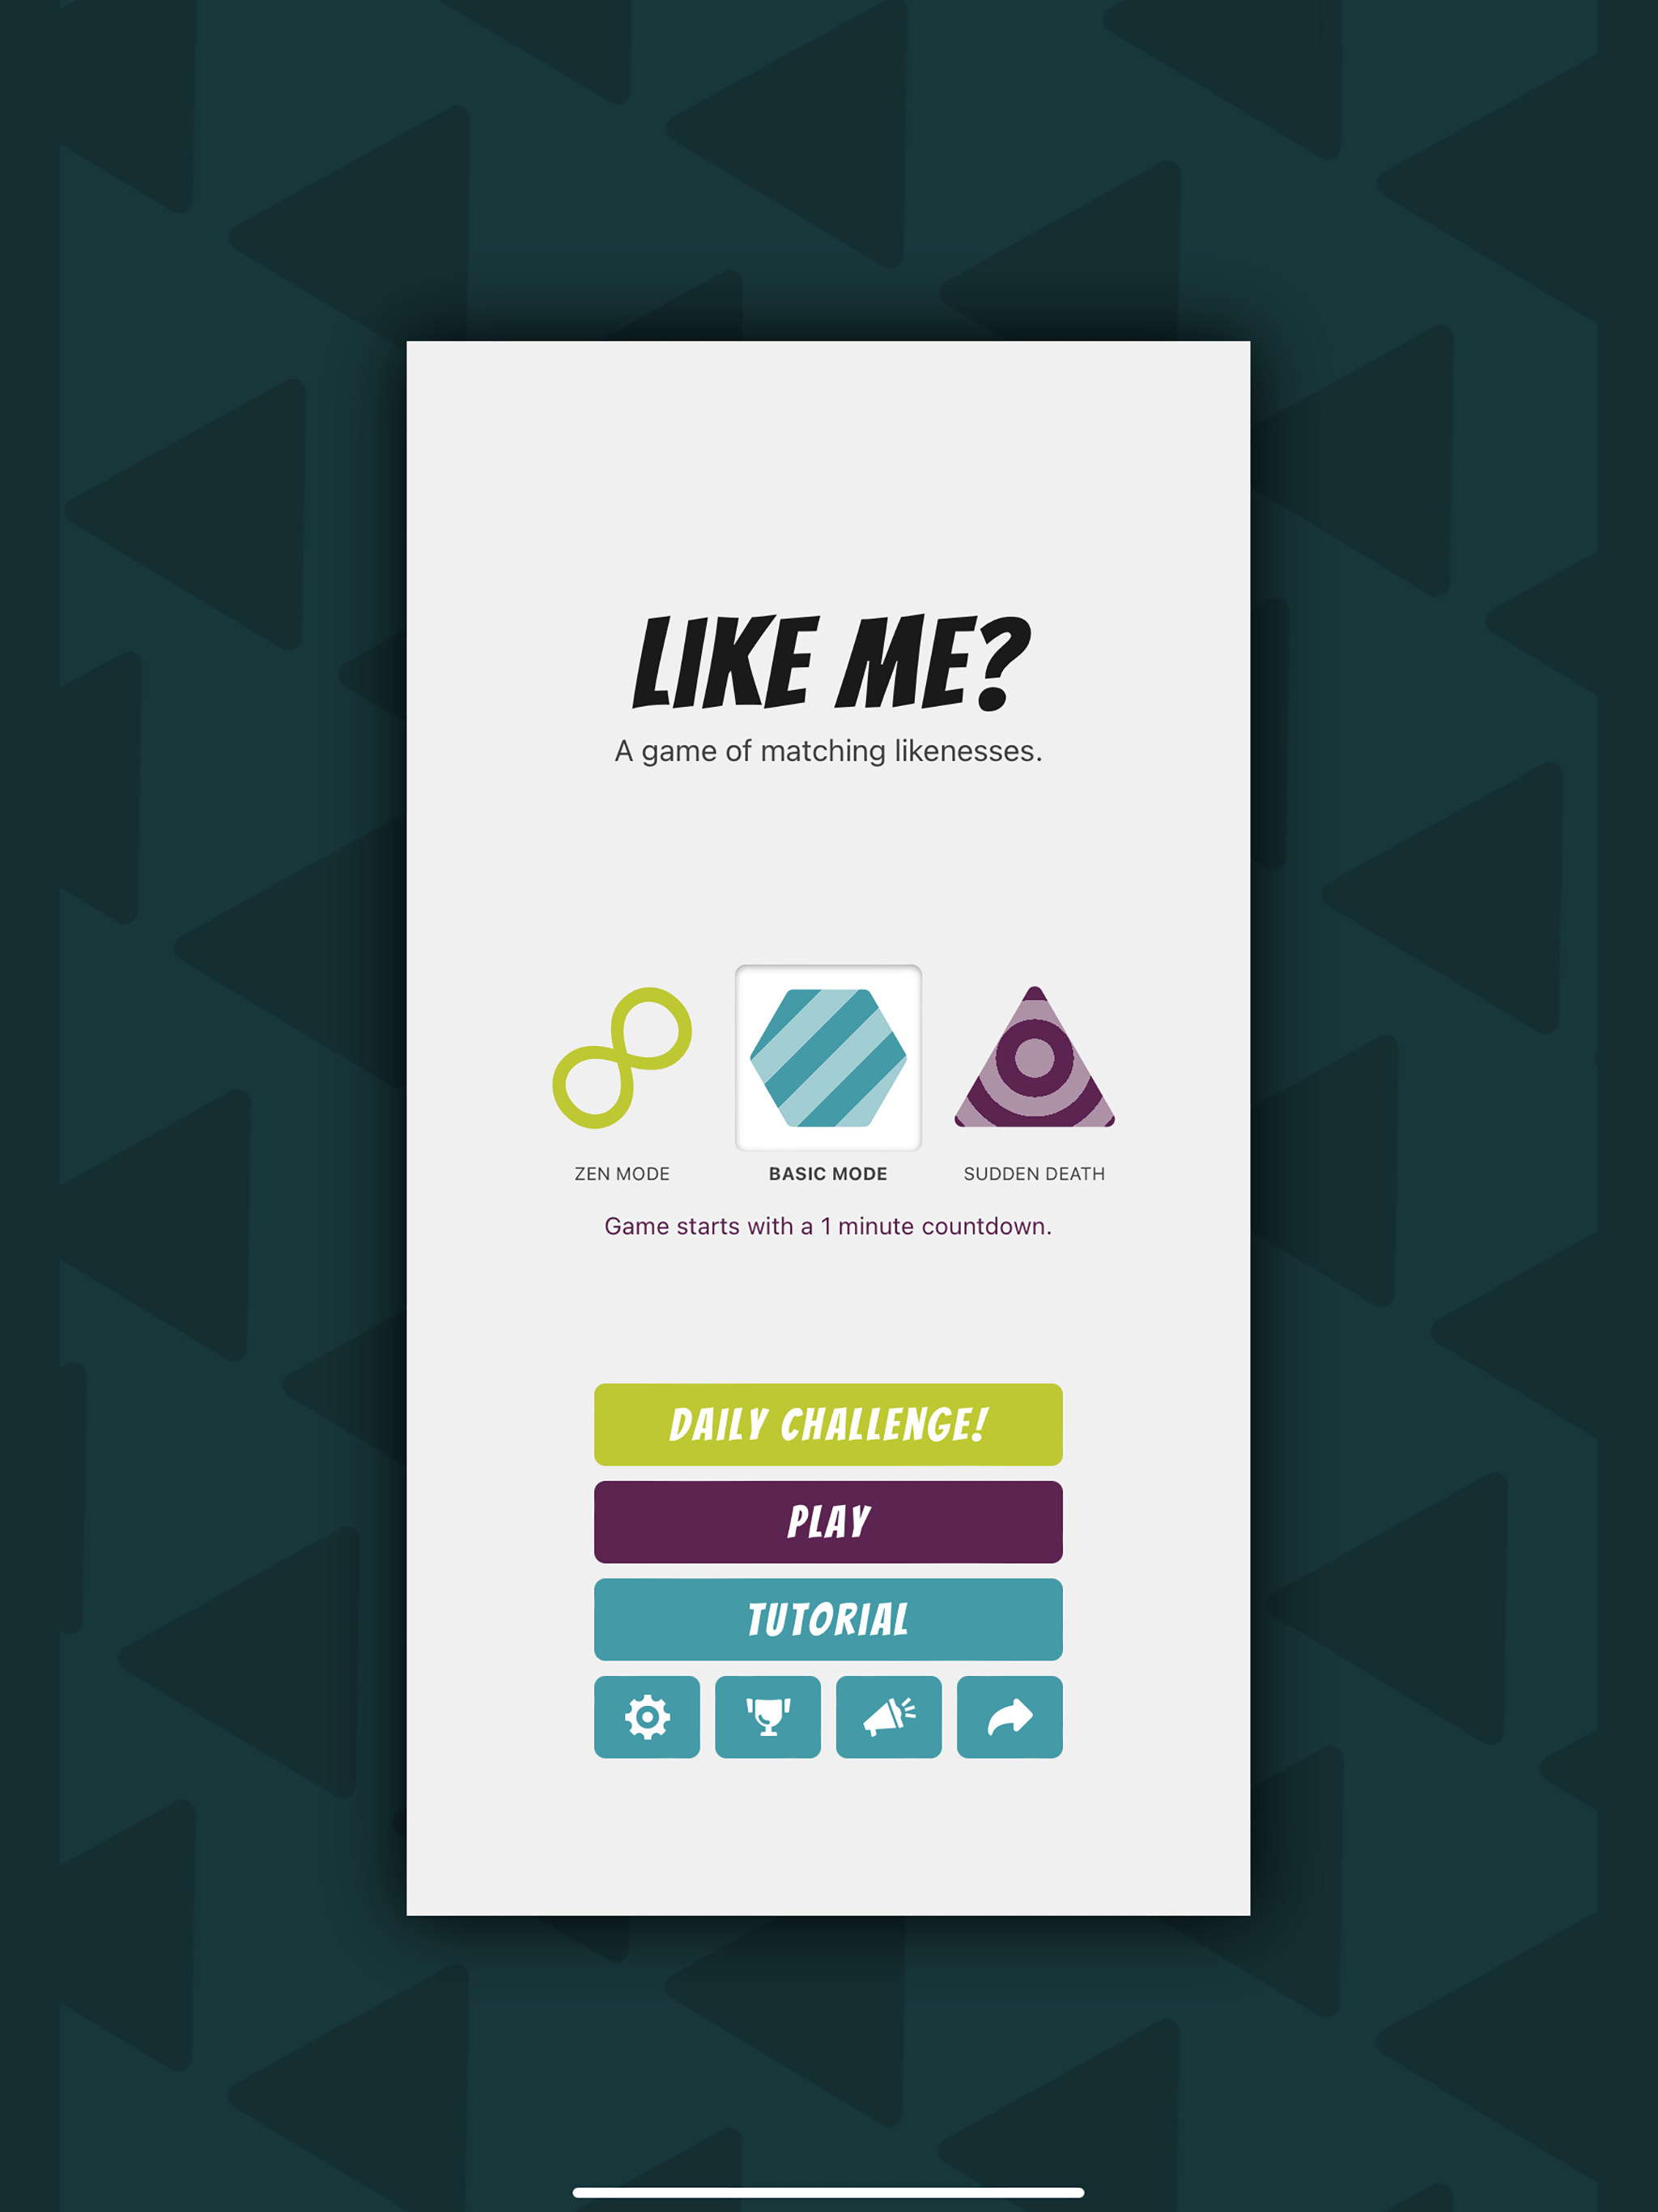 LIKE ME?
A game of matching likenesses.
ZEN MODE
BASIC MODE
SUDDEN DEATH
Game starts with a 1 minute countdown.
DAILY CHALLENGE!
PLAY
TUTORIAL